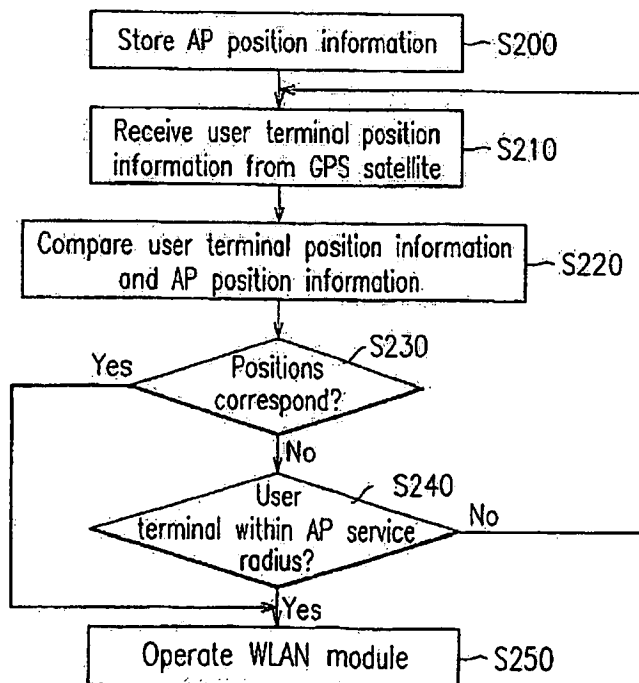 Store AP position information
S200
Receive user terminal position
information from GPS satellite
S210
Compare user terminal position information
and AP position information
S220
S230
Yes
Positions
correspond?
No
S240
User
terminal within AP service
radius?
No
Yes
Operate WLAN module
S250